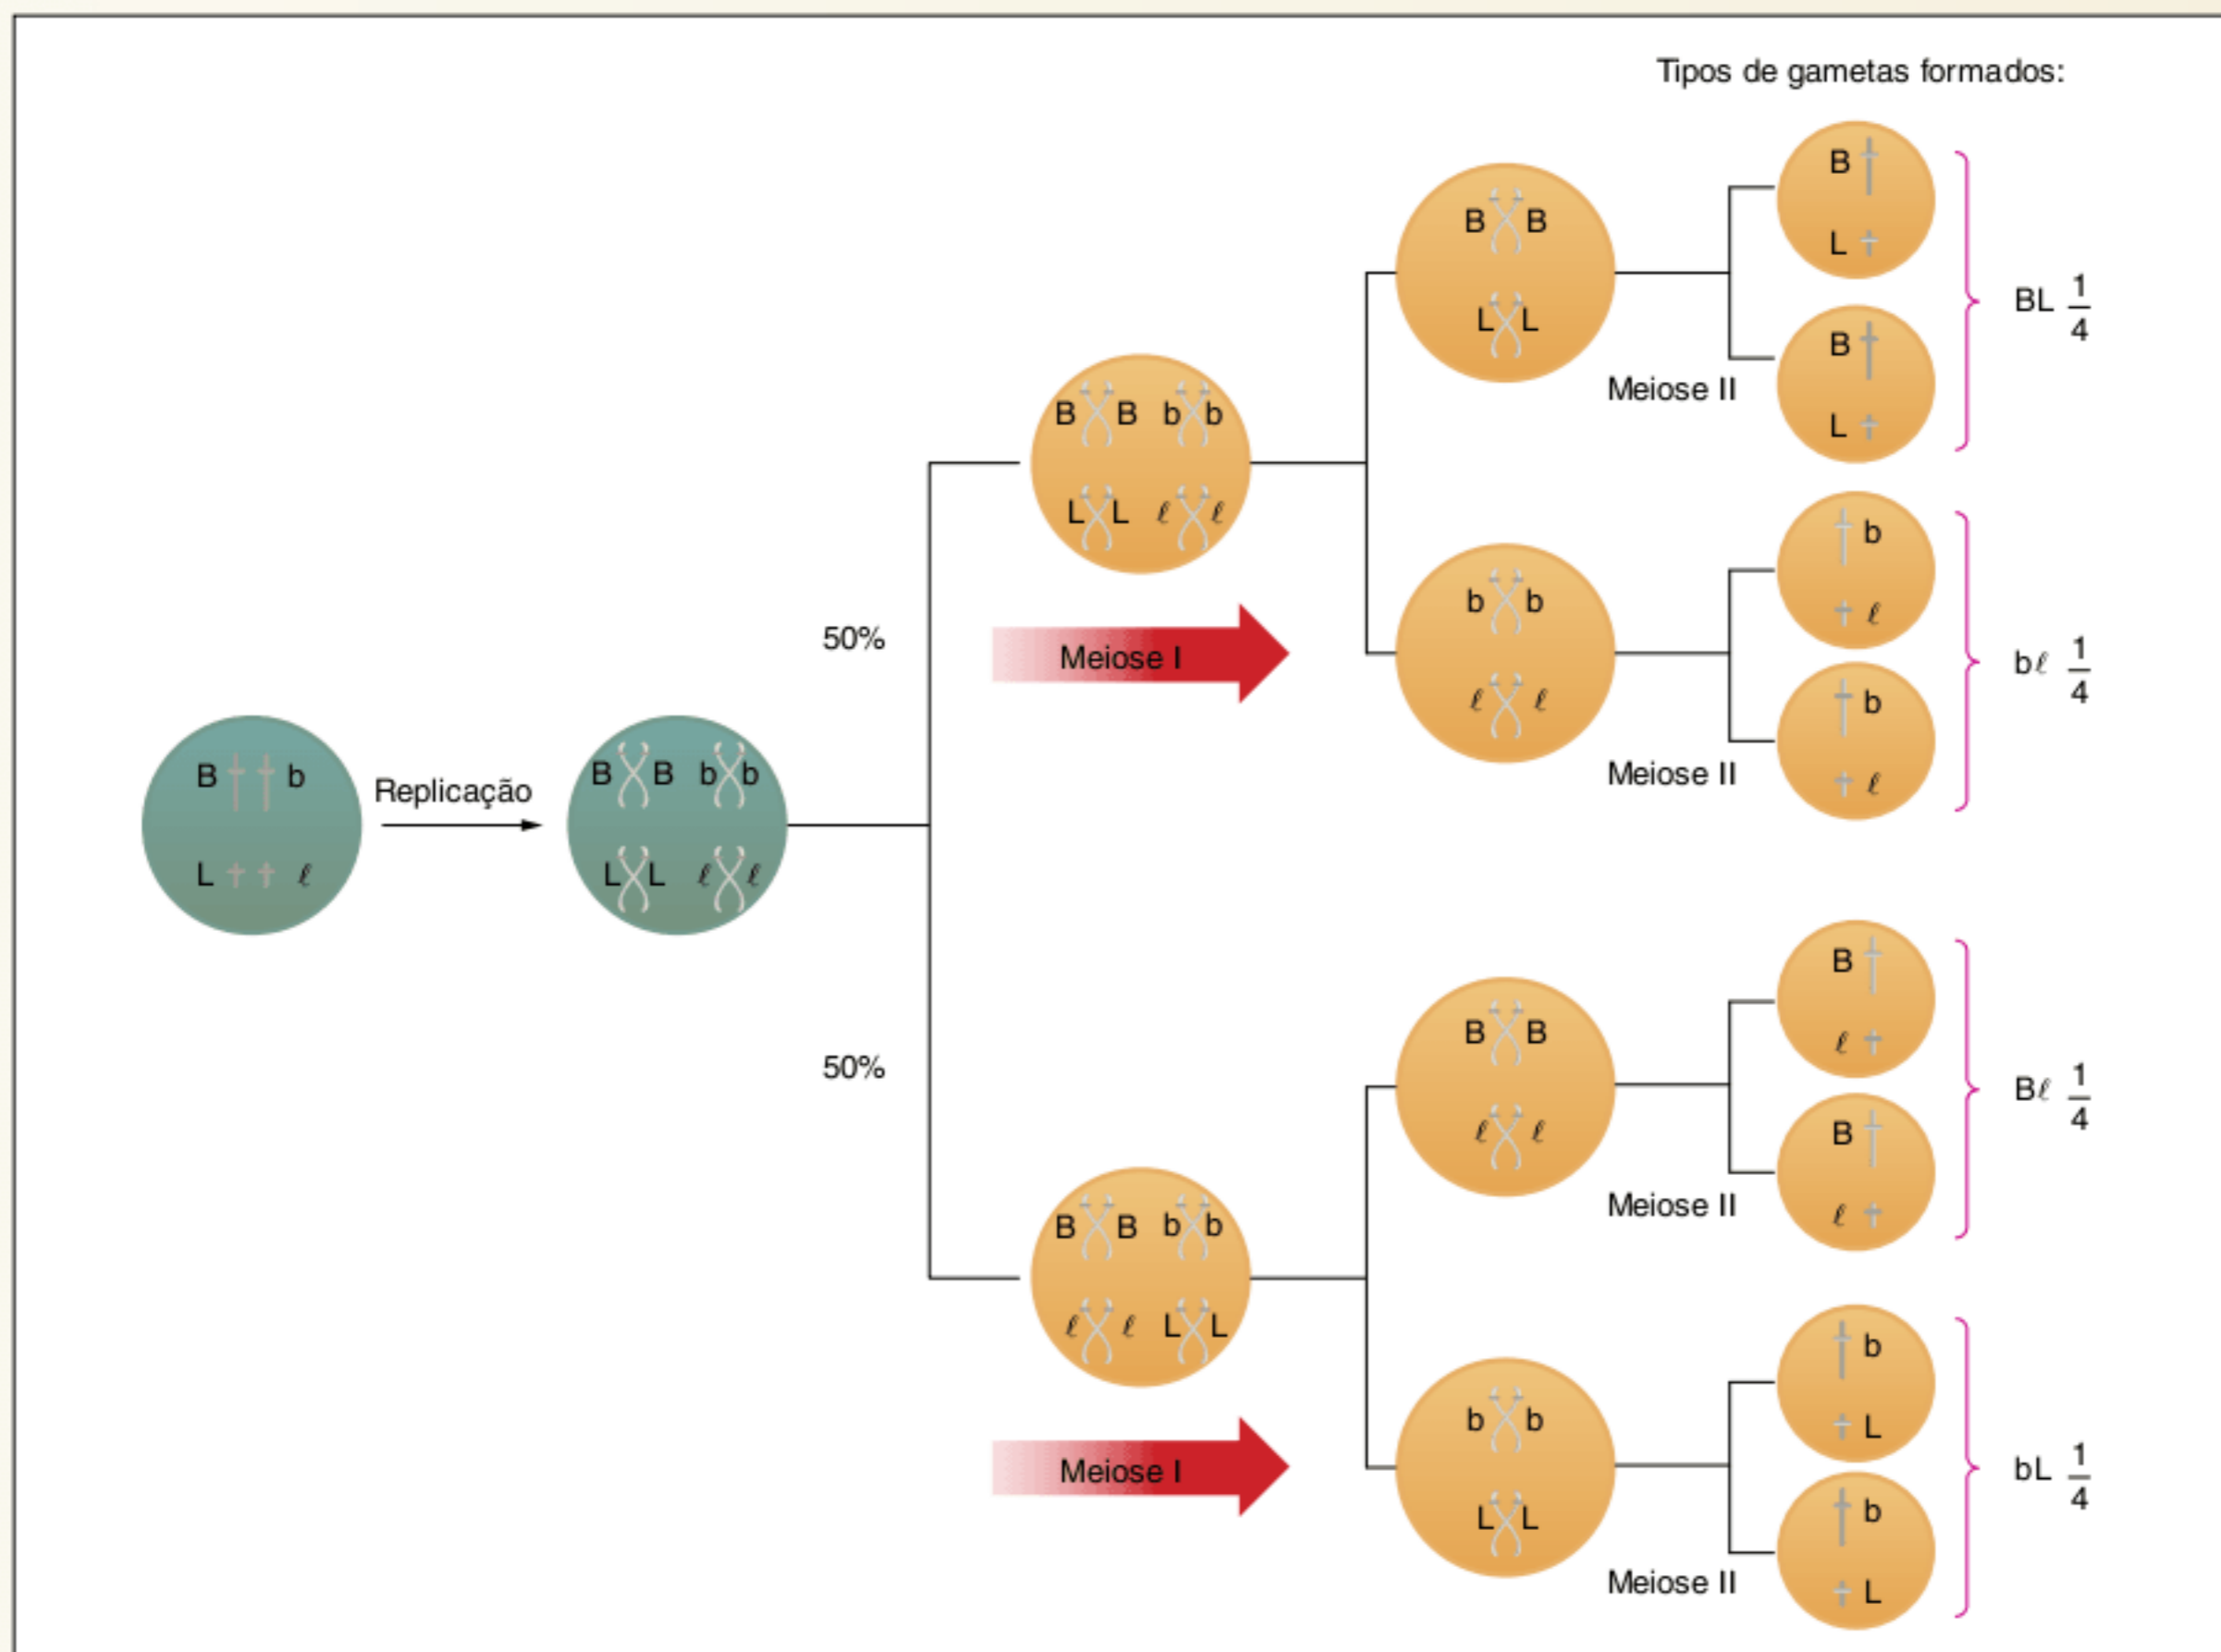 Tipos de gametas formados:
B
L
B
L
BL 1/4
B B
L L
Meiose II
B B b b
L L ℓ ℓ
50%
Meiose I
b
ℓ
b
ℓ
bℓ 1/4
b b
ℓ ℓ
Meiose II
B b
L ℓ
Replicação
B B b b
L L ℓ ℓ
50%
B
ℓ
B
ℓ
Bℓ 1/4
B B
ℓ ℓ
Meiose II
B B b b
ℓ ℓ L L
Meiose I
b
L
b
L
bL 1/4
b b
L L
Meiose II